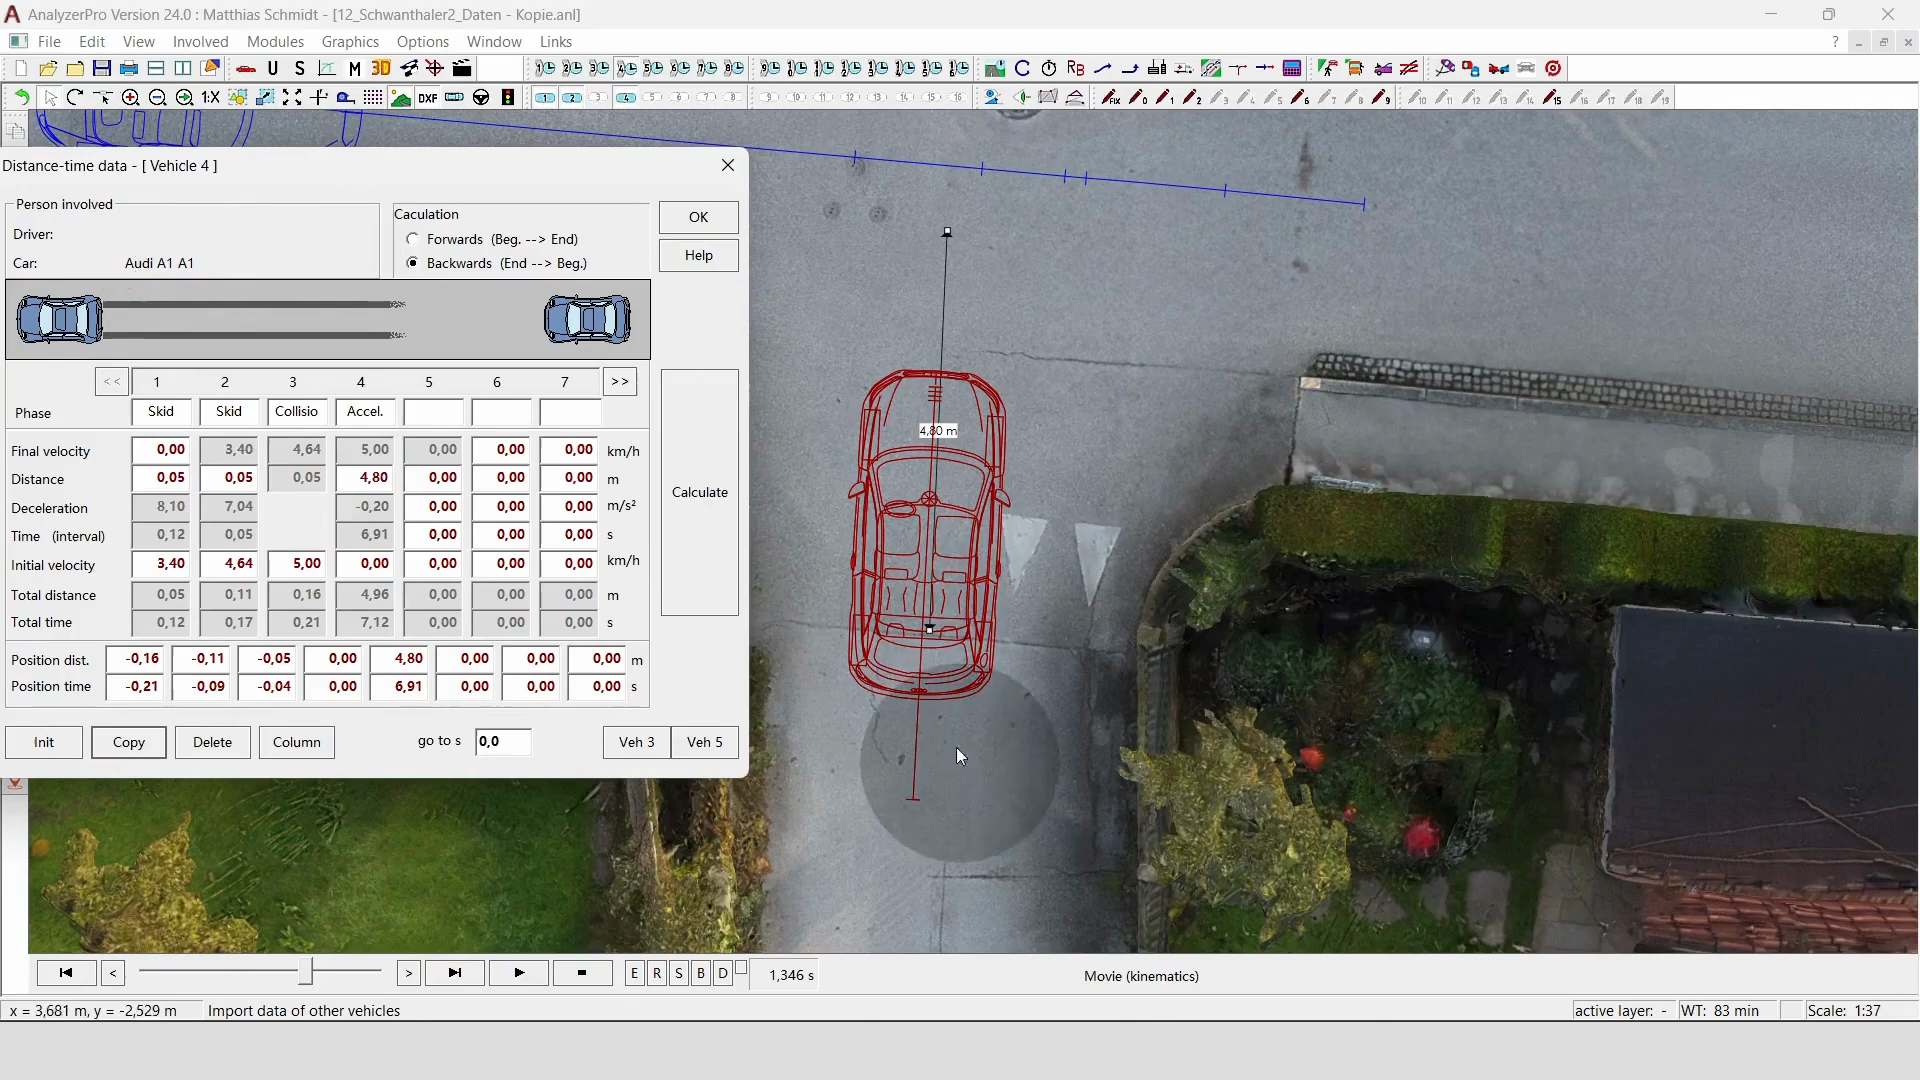 AnalyzerPro Version 24.0 : Matthias Schmidt - [12_Schwanthaler2_Daten - Kopie.anl]
File Edit View Involved Modules Graphics Options Window Links ?
U S M 3D
1:X DXF
Distance-time data - [ Vehicle 4 ]
Person involved
Driver:
Car: Audi A1 A1
Caculation
Forwards (Beg. --> End)
Backwards (End --> Beg.)
OK
Help
<< 1 2 3 4 5 6 7 >>
Phase Skid Skid Collisio Accel.
Final velocity 0,00 3,40 4,64 5,00 0,00 0,00 0,00 km/h
Distance 0,05 0,05 0,05 4,80 0,00 0,00 0,00 m
Deceleration 8,10 7,04 -0,20 0,00 0,00 0,00 m/s²
Time (interval) 0,12 0,05 6,91 0,00 0,00 0,00 s
Initial velocity 3,40 4,64 5,00 0,00 0,00 0,00 0,00 km/h
Total distance 0,05 0,11 0,16 4,96 0,00 0,00 0,00 m
Total time 0,12 0,17 0,21 7,12 0,00 0,00 0,00 s
Calculate
Position dist. -0,16 -0,11 -0,05 0,00 4,80 0,00 0,00 0,00 m
Position time -0,21 -0,09 -0,04 0,00 6,91 0,00 0,00 0,00 s
Init Copy Delete Column go to s 0,0 Veh 3 Veh 5
4,80 m
< > E R S B D 1,346 s Movie (kinematics)
x = 3,681 m, y = -2,529 m Import data of other vehicles active layer: - WT: 83 min Scale: 1:37